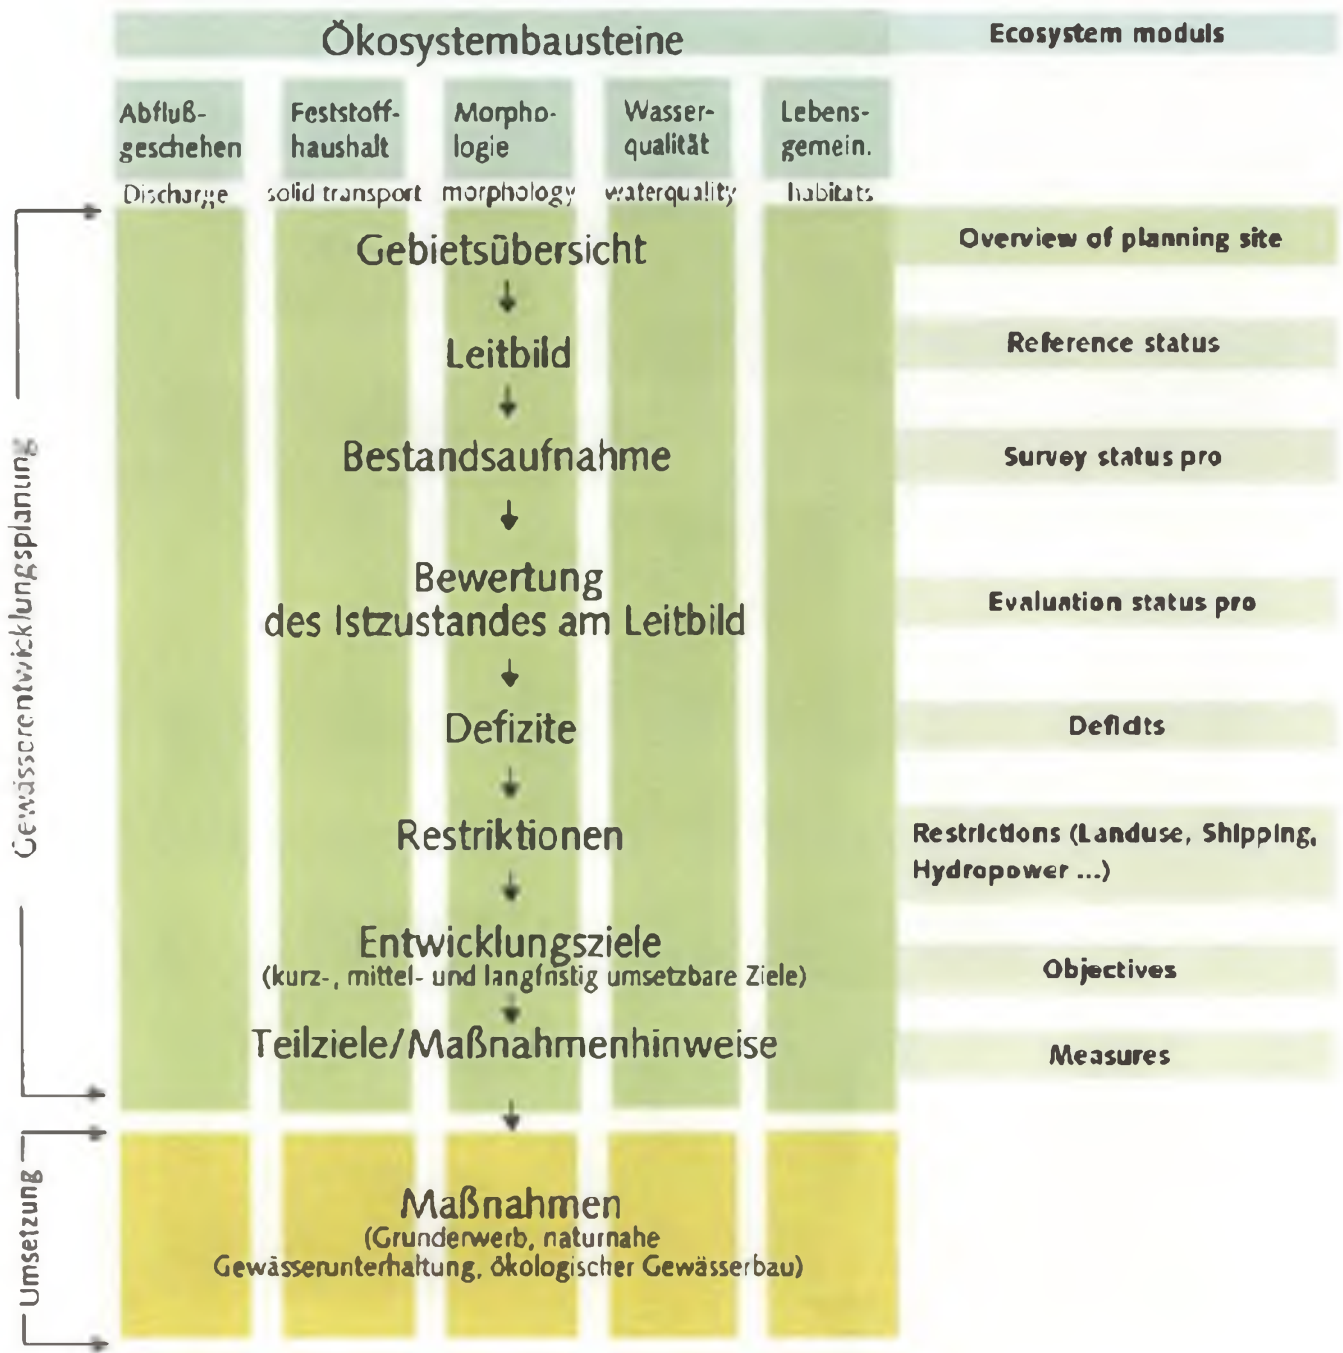 Ökosystembausteine
Ecosystem moduls
Abfluß-
geschehen
Feststoff-
haushalt
Morpho-
logie
Wasser-
qualität
Lebens-
gemein.
Discharge
solid transport
morphology
waterquality
habitats
Gewässerentwicklungsplanung
Gebietsübersicht
Overview of planning site
Leitbild
Reference status
Bestandsaufnahme
Survey status pro
Bewertung
des Istzustandes am Leitbild
Evaluation status pro
Defizite
Deficits
Restriktionen
Restrictions (Landuse, Shipping,
Hydropower ...)
Entwicklungsziele
(kurz-, mittel- und langfristig umsetzbare Ziele)
Objectives
Teilziele/Maßnahmenhinweise
Measures
Umsetzung
Maßnahmen
(Grunderwerb, naturnahe
Gewässerunterhaltung, ökologischer Gewässerbau)